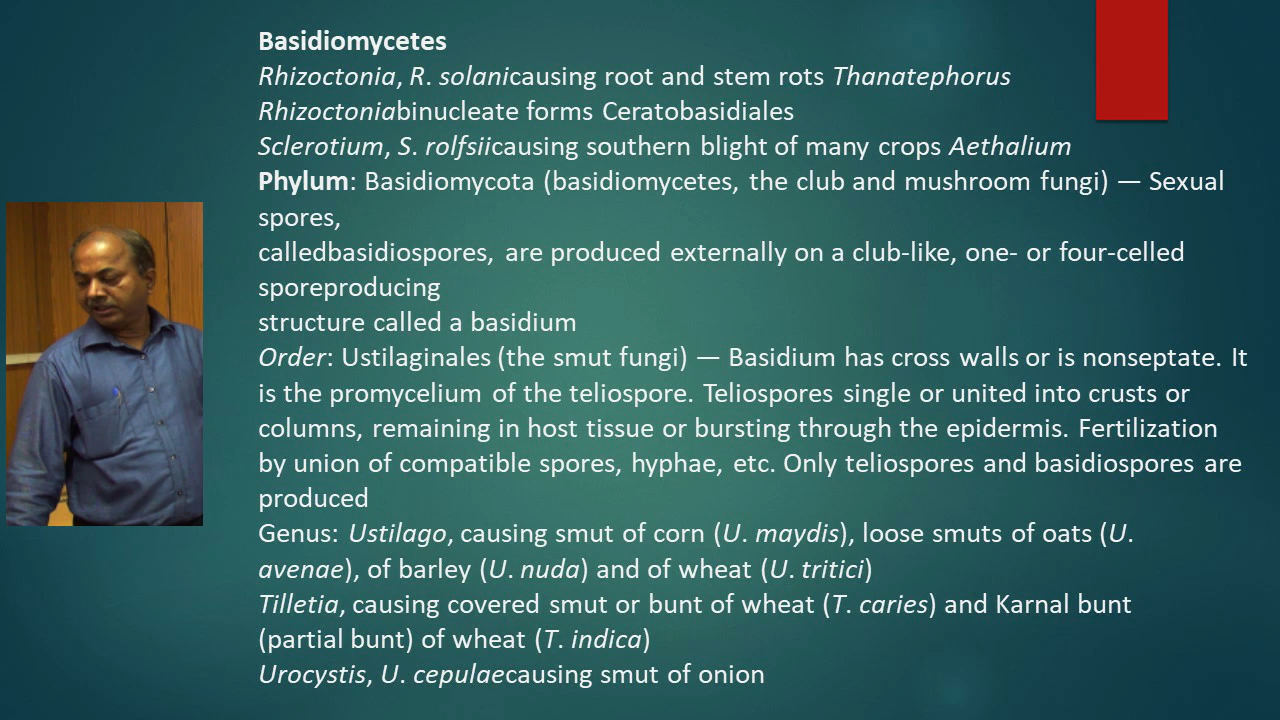 Basidiomycetes
Rhizoctonia, R. solanicausing root and stem rots Thanatephorus
Rhizoctoniabinucleate forms Ceratobasidiales
Sclerotium, S. rolfsiicausing southern blight of many crops Aethalium
Phylum: Basidiomycota (basidiomycetes, the club and mushroom fungi) — Sexual
spores,
calledbasidiospores, are produced externally on a club-like, one- or four-celled
sporeproducing
structure called a basidium
Order: Ustilaginales (the smut fungi) — Basidium has cross walls or is nonseptate. It
is the promycelium of the teliospore. Teliospores single or united into crusts or
columns, remaining in host tissue or bursting through the epidermis. Fertilization
by union of compatible spores, hyphae, etc. Only teliospores and basidiospores are
produced
Genus: Ustilago, causing smut of corn (U. maydis), loose smuts of oats (U.
avenae), of barley (U. nuda) and of wheat (U. tritici)
Tilletia, causing covered smut or bunt of wheat (T. caries) and Karnal bunt
(partial bunt) of wheat (T. indica)
Urocystis, U. cepulaecausing smut of onion